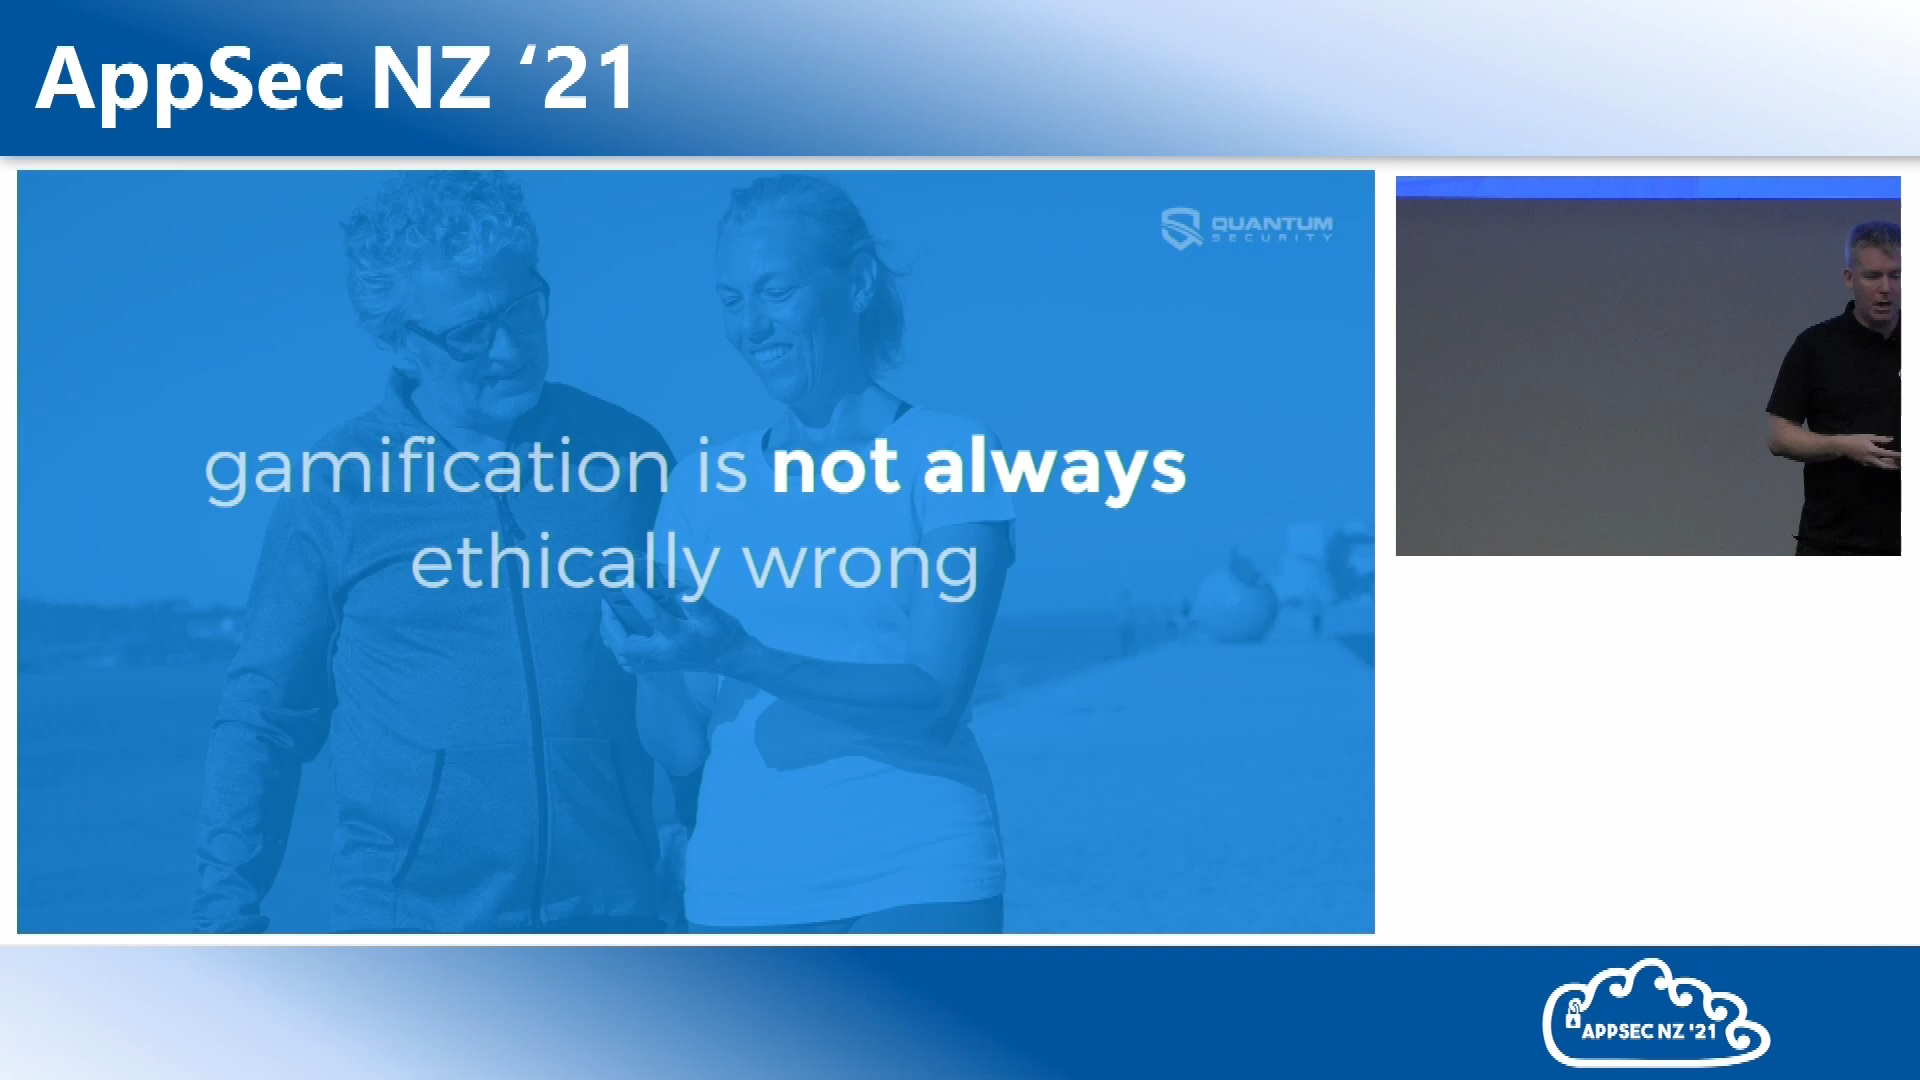 AppSec NZ ‘21
QUANTUM
SECURITY
gamification is not always
ethically wrong
APPSEC NZ '21